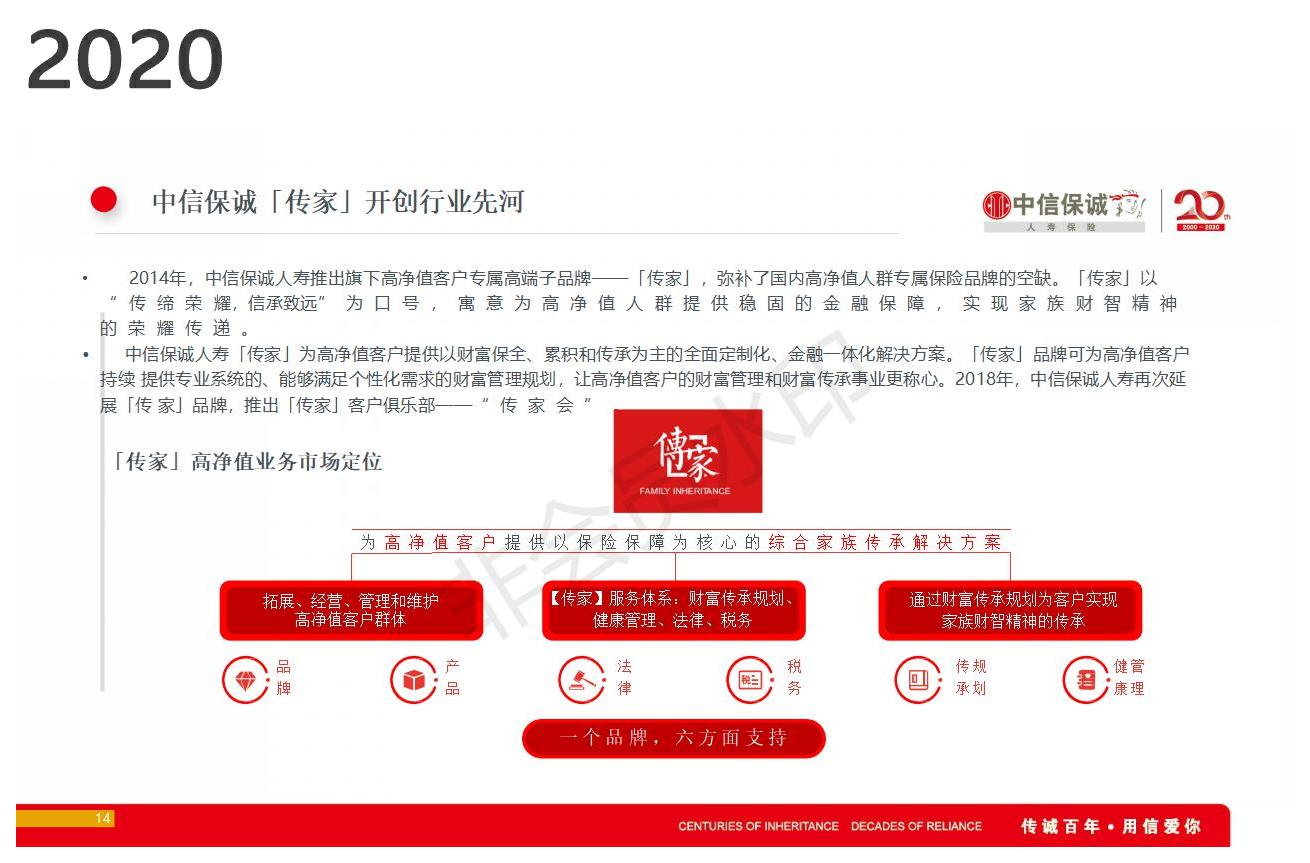 2020
中信保诚「传家」开创行业先河
中信保诚
人寿保险
20th
2000-2020
• 2014年，中信保诚人寿推出旗下高净值客户专属高端子品牌——「传家」，弥补了国内高净值人群专属保险品牌的空缺。「传家」以
“传缔荣耀,信承致远”为口号，寓意为高净值人群提供稳固的金融保障，实现家族财智精神
的荣耀传递。
• 中信保诚人寿「传家」为高净值客户提供以财富保全、累积和传承为主的全面定制化、金融一体化解决方案。「传家」品牌可为高净值客户
持续 提供专业系统的、能够满足个性化需求的财富管理规划，让高净值客户的财富管理和财富传承事业更称心。2018年，中信保诚人寿再次延
展「传 家」品牌，推出「传家」客户俱乐部——“传家会”
「传家」高净值业务市场定位
傳家
FAMILY INHERITANCE
非会员水印
为高净值客户提供以保险保障为核心的综合家族传承解决方案
拓展、经营、管理和维护
高净值客户群体
【传家】服务体系：财富传承规划、
健康管理、法律、税务
通过财富传承规划为客户实现
家族财智精神的传承
品
牌
产
品
法
律
税
税
务
传规
承划
健管
康理
一个品牌，六方面支持
14
CENTURIES OF INHERITANCE DECADES OF RELIANCE
传诚百年•用信爱你